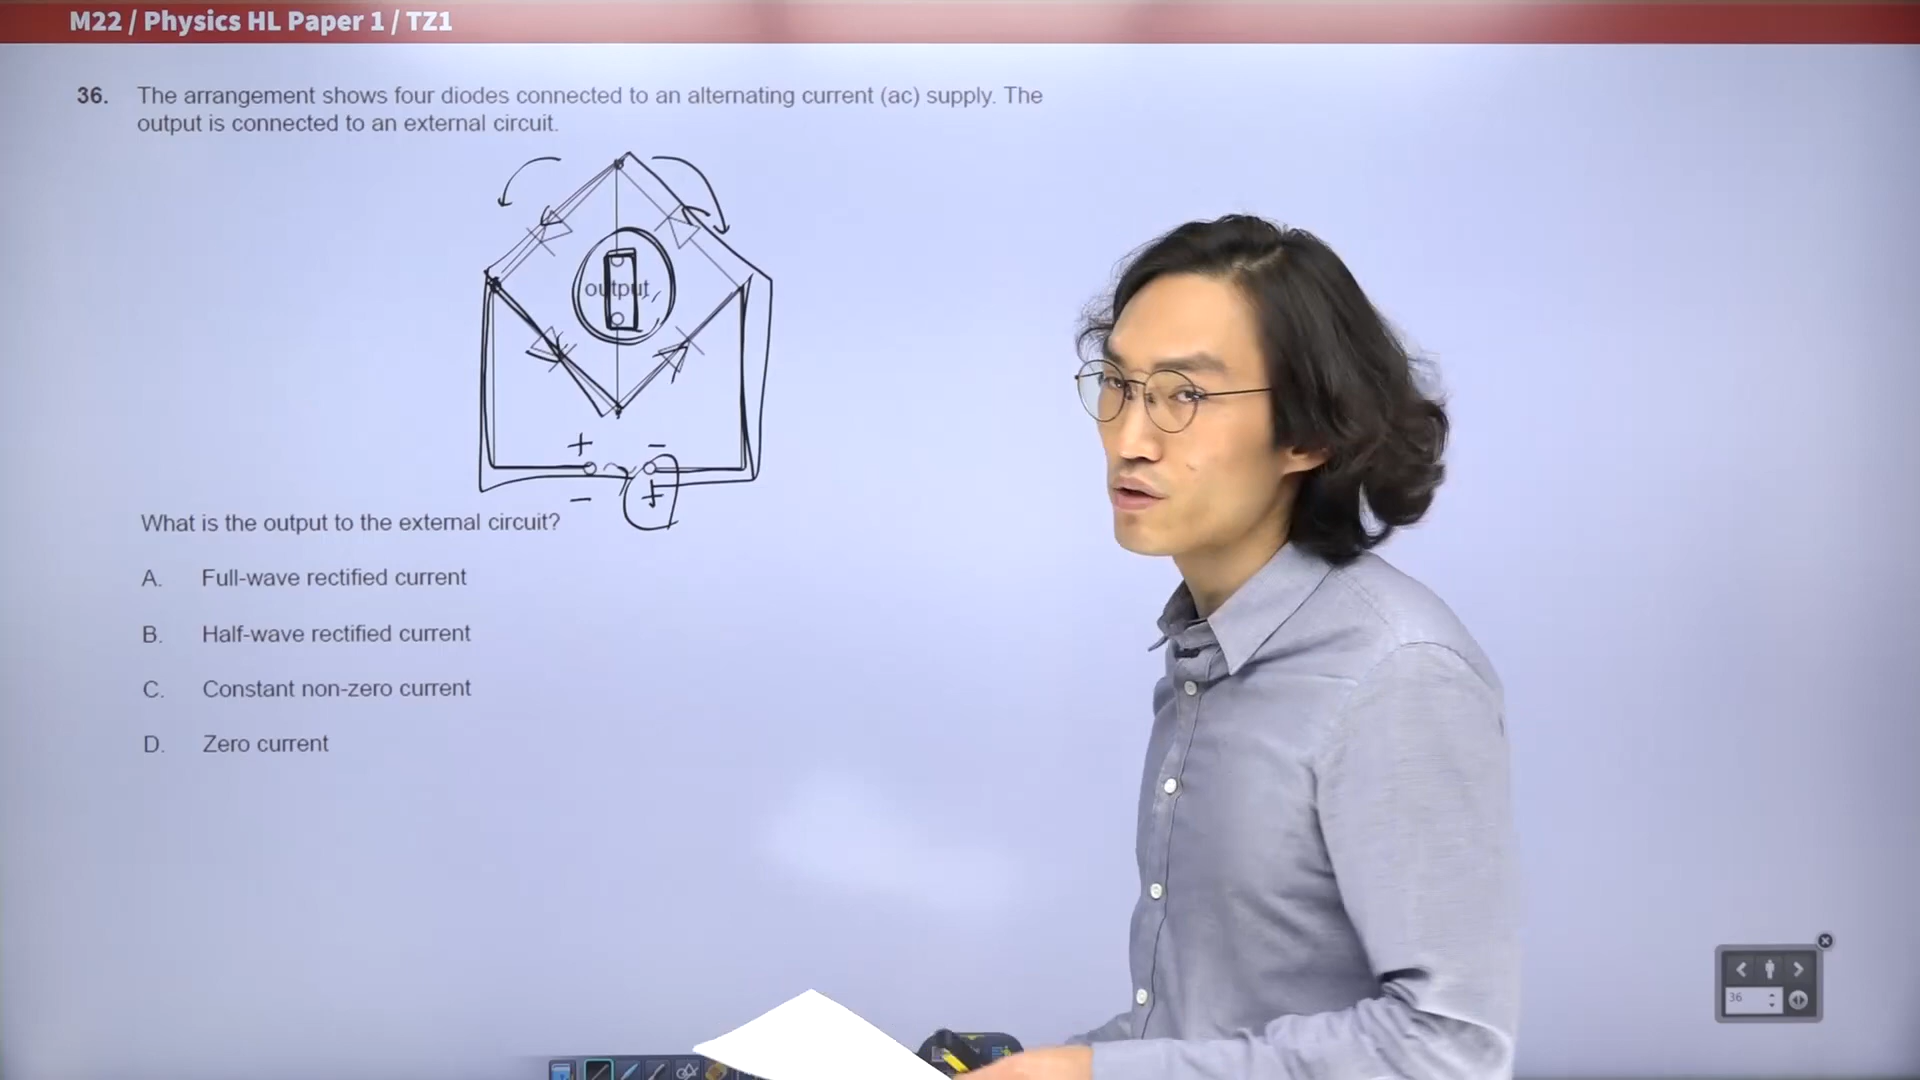 M22 / Physics HL Paper 1 / TZ1
36. The arrangement shows four diodes connected to an alternating current (ac) supply. The
output is connected to an external circuit.
output
+ −
− +
What is the output to the external circuit?
A. Full-wave rectified current
B. Half-wave rectified current
C. Constant non-zero current
D. Zero current
36